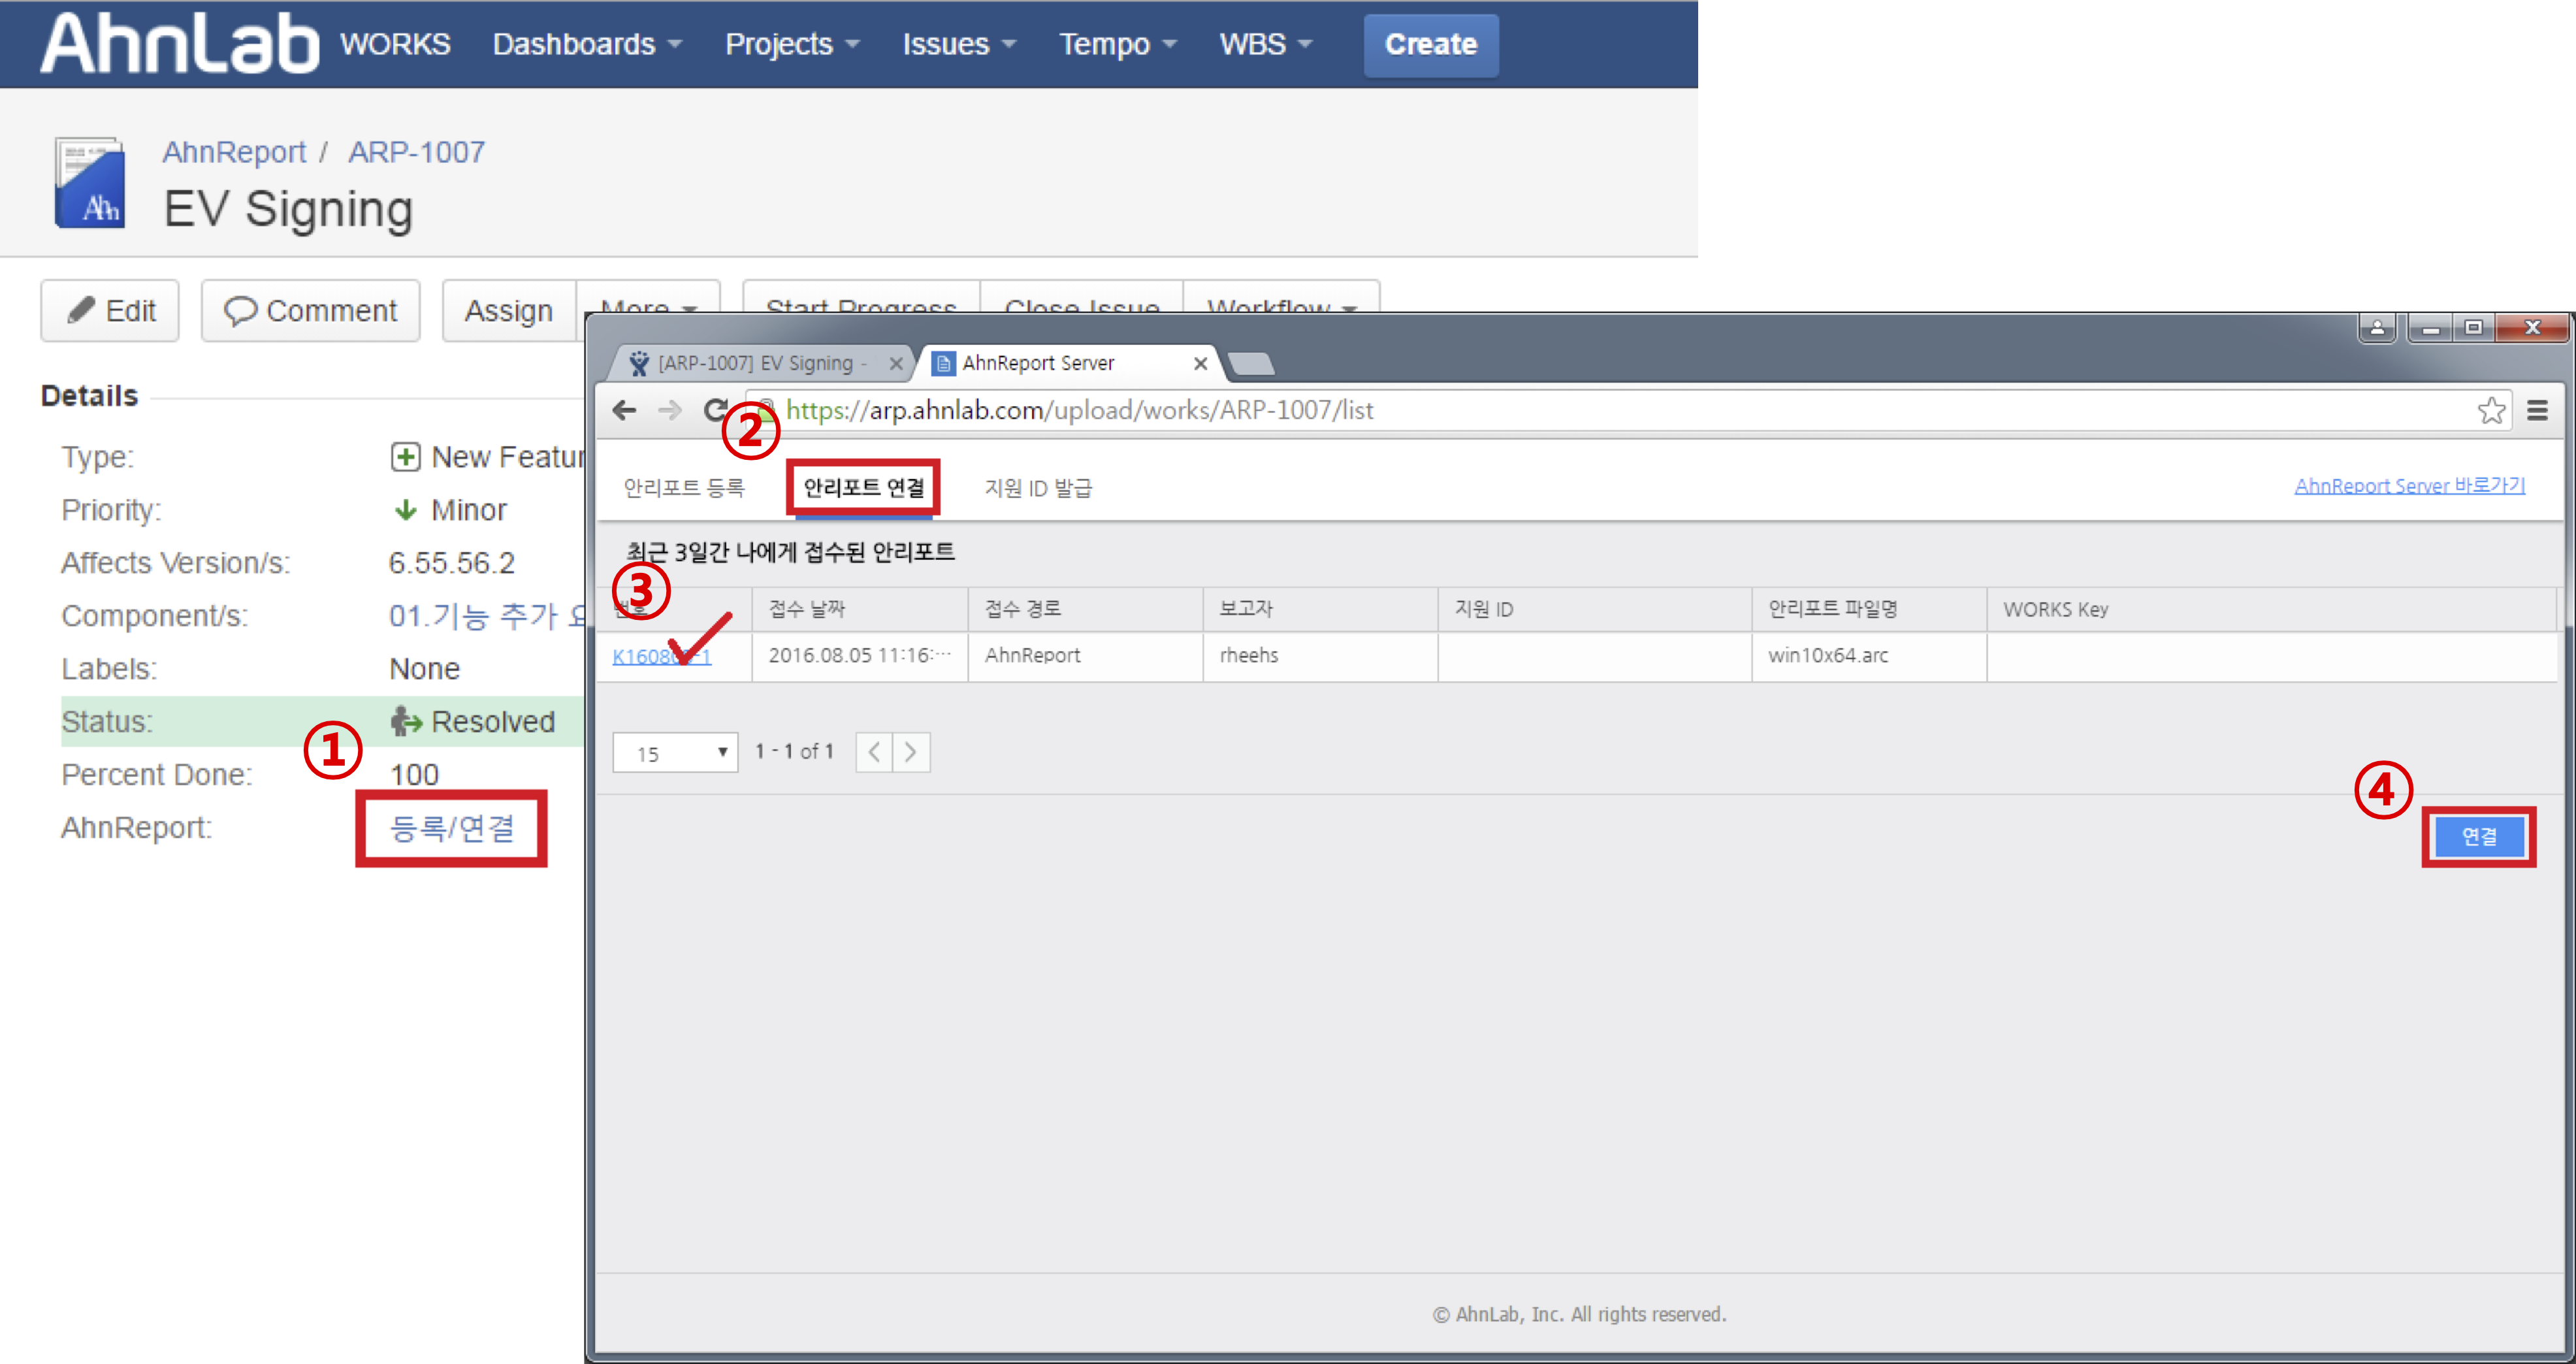 AhnLab WORKS Dashboards Projects Issues Tempo WBS Create
AhnReport / ARP-1007
Ahn
EV Signing
Edit Comment Assign More Start Progress Close Issue Workflow
Details
Type: New Featur
Priority: Minor
Affects Version/s: 6.55.56.2
Component/s: 01.기능 추가
Labels: None
Status: Resolved
①
Percent Done: 100
AhnReport: 등록/연결
[ARP-1007] EV Signing - AhnReport Server
https://arp.ahnlab.com/upload/works/ARP-1007/list
②
안리포트 등록 안리포트 연결 지원 ID 발급 AhnReport Server 바로가기
최근 3일간 나에게 접수된 안리포트
③
접수 날짜 접수 경로 보고자 지원 ID 안리포트 파일명 WORKS Key
2016.08.05 11:16:… AhnReport rheehs win10x64.arc
15 1 - 1 of 1
④
연결
© AhnLab, Inc. All rights reserved.